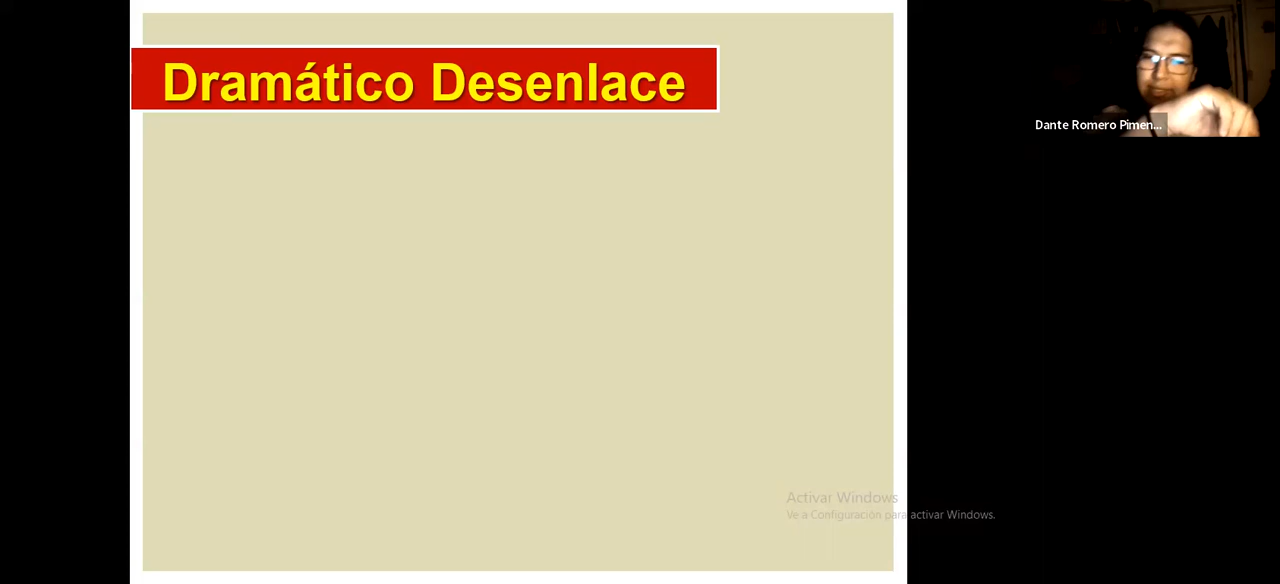 Dramático Desenlace
Dante Romero Pimen...
Activar Windows
Ve a Configuración para activar Windows.